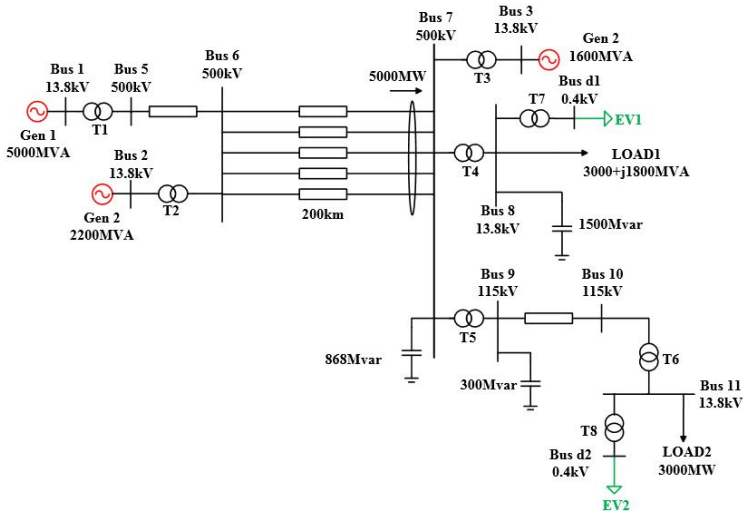 Bus 7
500kV
Bus 3
13.8kV
Gen 2
1600MVA
T3
Bus 6
500kV
Bus 1
13.8kV
Bus 5
500kV
5000MW
Bus d1
0.4kV
T7
EV1
Gen 1
5000MVA
T1
Bus 2
13.8kV
T4
LOAD1
3000+j1800MVA
Gen 2
2200MVA
T2
200km
Bus 8
13.8kV
1500Mvar
Bus 9
115kV
Bus 10
115kV
T5
868Mvar
300Mvar
T6
Bus 11
13.8kV
T8
Bus d2
0.4kV
LOAD2
3000MW
EV2